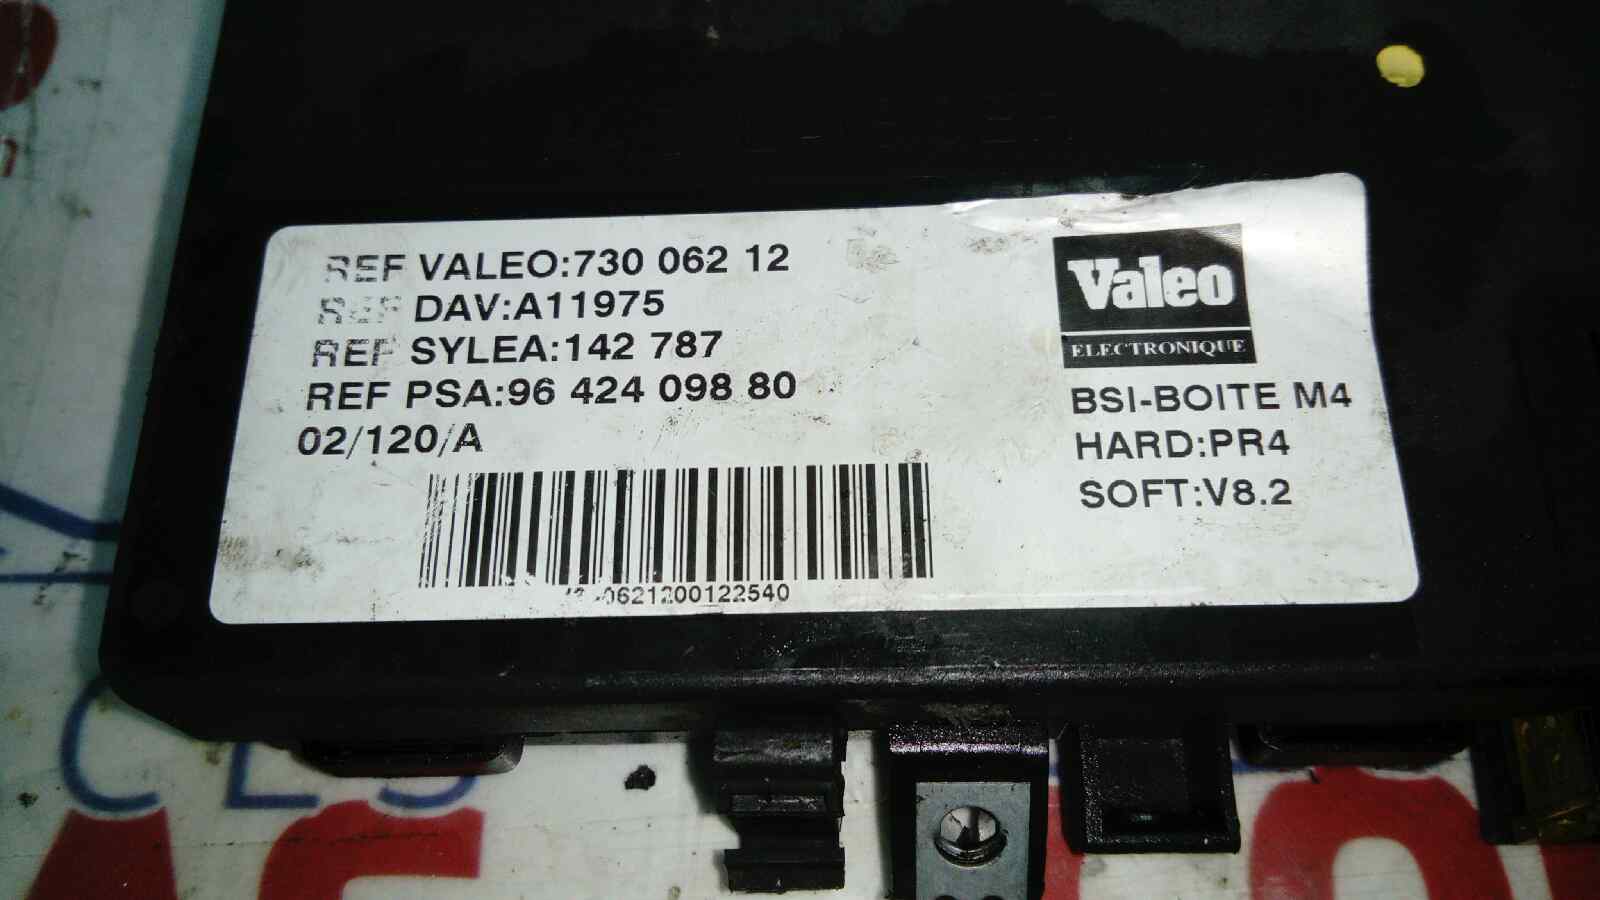 REF VALEO:730 062 12
REF DAV:A11975
REF SYLEA:142 787
REF PSA:96 424 098 80
02/120/A
Valeo
ELECTRONIQUE
BSI-BOITE M4
HARD:PR4
SOFT:V8.2